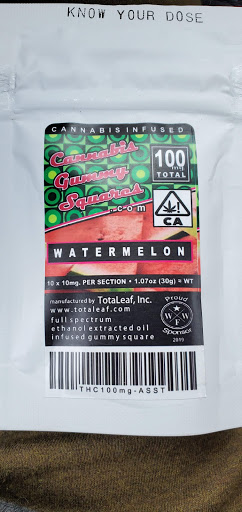 KNOW YOUR DOSE
CANNABIS INFUSED
Cannabis
Gummy
Squares
.com
100
mg
TOTAL
CA
WATERMELON
10 x 10mg. PER SECTION • 1.07oz (30g) = WT
manufactured by TotaLeaf, Inc.
www.totaleaf.com
full spectrum
ethanol extracted oil
infused gummy square
Proud
W W
F
Sponsor
2019
THC100mg-ASST